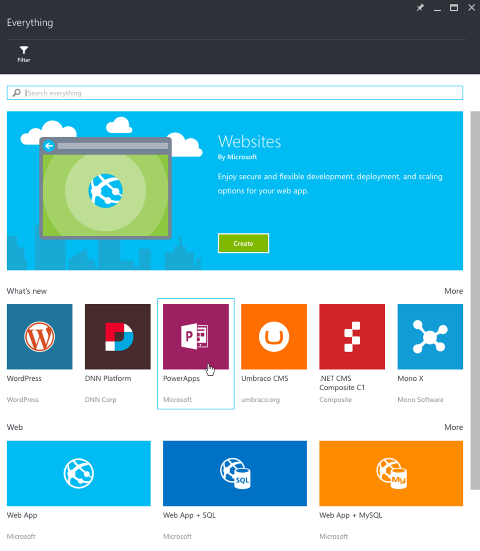 Everything
Filter
Search everything
Websites
By Microsoft
Enjoy secure and flexible development, deployment, and scaling
options for your web app.
Create
What's new
More
WordPress
WordPress
DNN Platform
DNN Corp
P
PowerApps
Microsoft
Umbraco CMS
umbraco.org
.NET CMS
Composite C1
Composite
Mono X
Mono Software
Web
More
Web App
Microsoft
SQL
Web App + SQL
Microsoft
My
Web App + MySQL
Microsoft